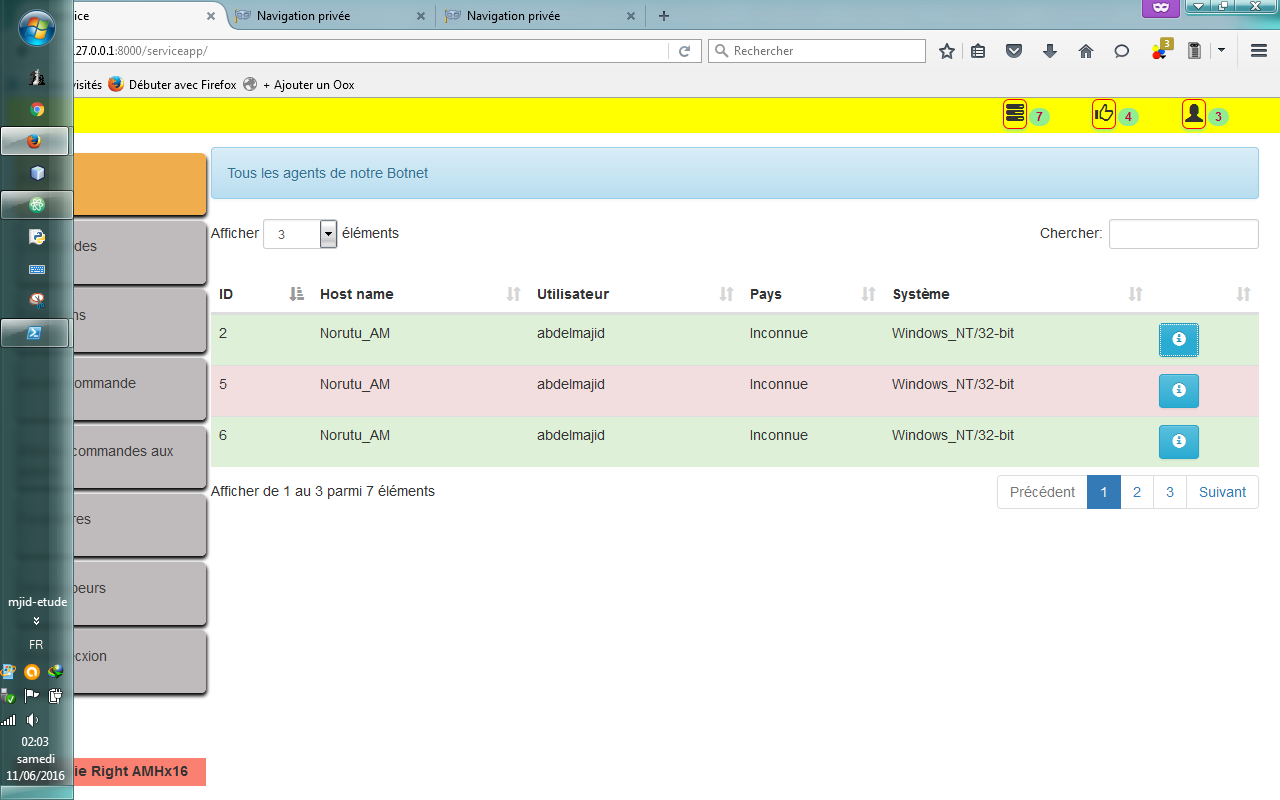 ice
Navigation privée
Navigation privée
127.0.0.1:8000/serviceapp/
Rechercher
3
isités
Débuter avec Firefox
+ Ajouter un Oox
7
4
3
Tous les agents de notre Botnet
des
Afficher 3 éléments
Chercher:
ID Host name Utilisateur Pays Système
ns
2 Norutu_AM abdelmajid Inconnue Windows_NT/32-bit
ommande
5 Norutu_AM abdelmajid Inconnue Windows_NT/32-bit
6 Norutu_AM abdelmajid Inconnue Windows_NT/32-bit
commandes aux
Afficher de 1 au 3 parmi 7 éléments
Précédent 1 2 3 Suivant
res
peurs
ecxion
mjid-etude
FR
02:03
samedi
11/06/2016
ie Right AMHx16